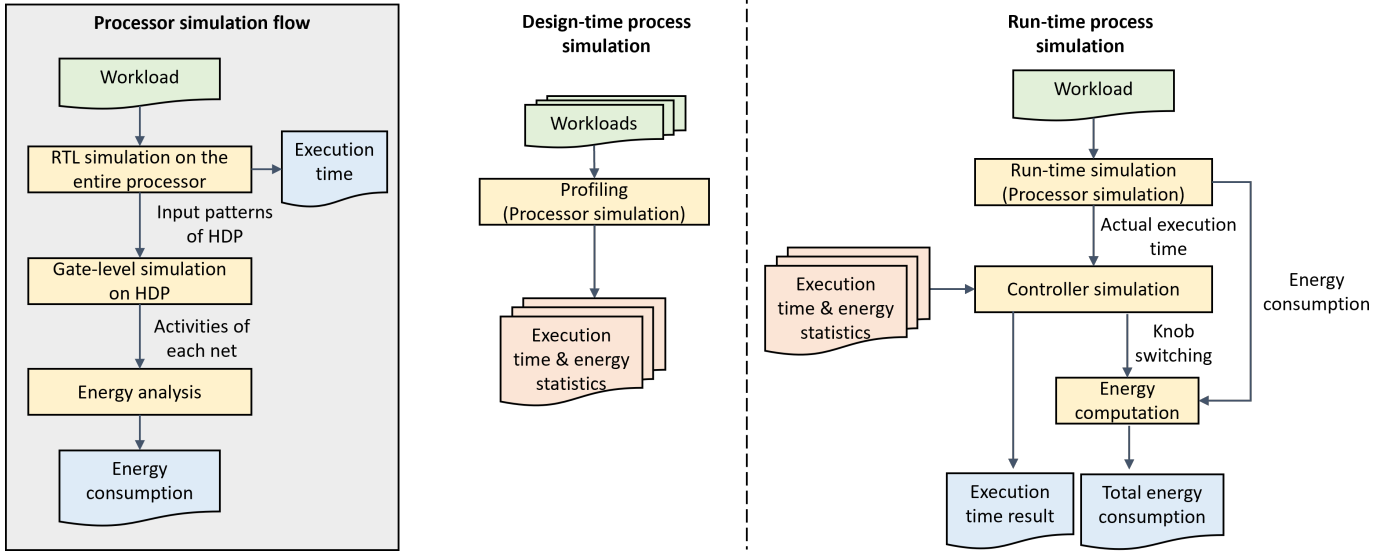 Processor simulation flow
Workload
RTL simulation on the
entire processor
Execution
time
Input patterns
of HDP
Gate-level simulation
on HDP
Activities of
each net
Energy analysis
Energy
consumption
Design-time process
simulation
Workloads
Profiling
(Processor simulation)
Execution
time & energy
statistics
Run-time process
simulation
Workload
Run-time simulation
(Processor simulation)
Actual execution
time
Execution
time & energy
statistics
Controller simulation
Energy
consumption
Knob
switching
Energy
computation
Execution
time result
Total energy
consumption